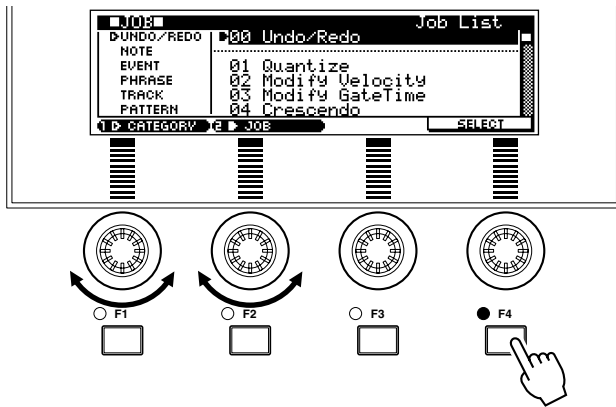 JOB Job List
UNDO/REDO 00 Undo/Redo
NOTE
EVENT 01 Quantize
PHRASE 02 Modify Velocity
TRACK 03 Modify GateTime
PATTERN 04 Crescendo
1 CATEGORY 2 JOB SELECT
F1 F2 F3 F4